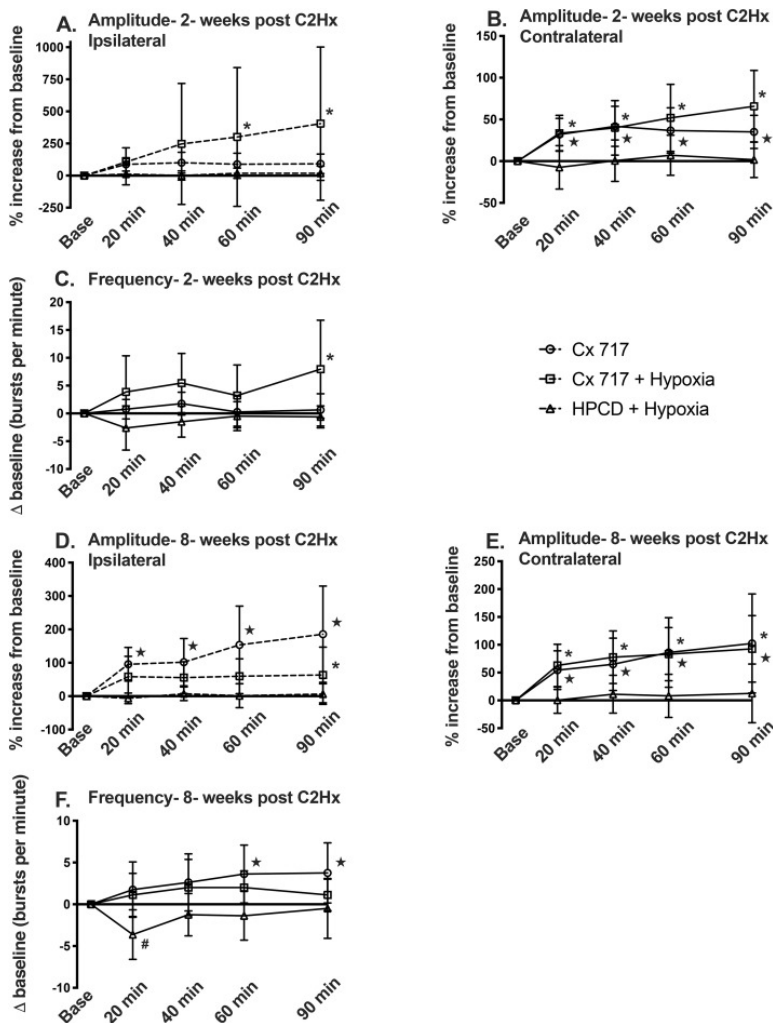 A. Amplitude- 2- weeks post C2Hx
Ipsilateral
% increase from baseline
1000
750
500
250
0
-250
*
*
Base
20 min
40 min
60 min
90 min
B. Amplitude- 2- weeks post C2Hx
Contralateral
% increase from baseline
150
100
50
0
-50
*
*
*
*
★
★
★
★
Base
20 min
40 min
60 min
90 min
C. Frequency- 2- weeks post C2Hx
Δ baseline (bursts per minute)
20
15
10
5
0
-5
-10
*
Base
20 min
40 min
60 min
90 min
Cx 717
Cx 717 + Hypoxia
HPCD + Hypoxia
D. Amplitude- 8- weeks post C2Hx
Ipsilateral
% increase from baseline
400
300
200
100
0
-100
★
★
★
★
*
Base
20 min
40 min
60 min
90 min
E. Amplitude- 8- weeks post C2Hx
Contralateral
% increase from baseline
250
200
150
100
50
0
-50
*
*
*
*
★
★
★
★
Base
20 min
40 min
60 min
90 min
F. Frequency- 8- weeks post C2Hx
Δ baseline (bursts per minute)
10
5
0
-5
-10
★
★
#
Base
20 min
40 min
60 min
90 min